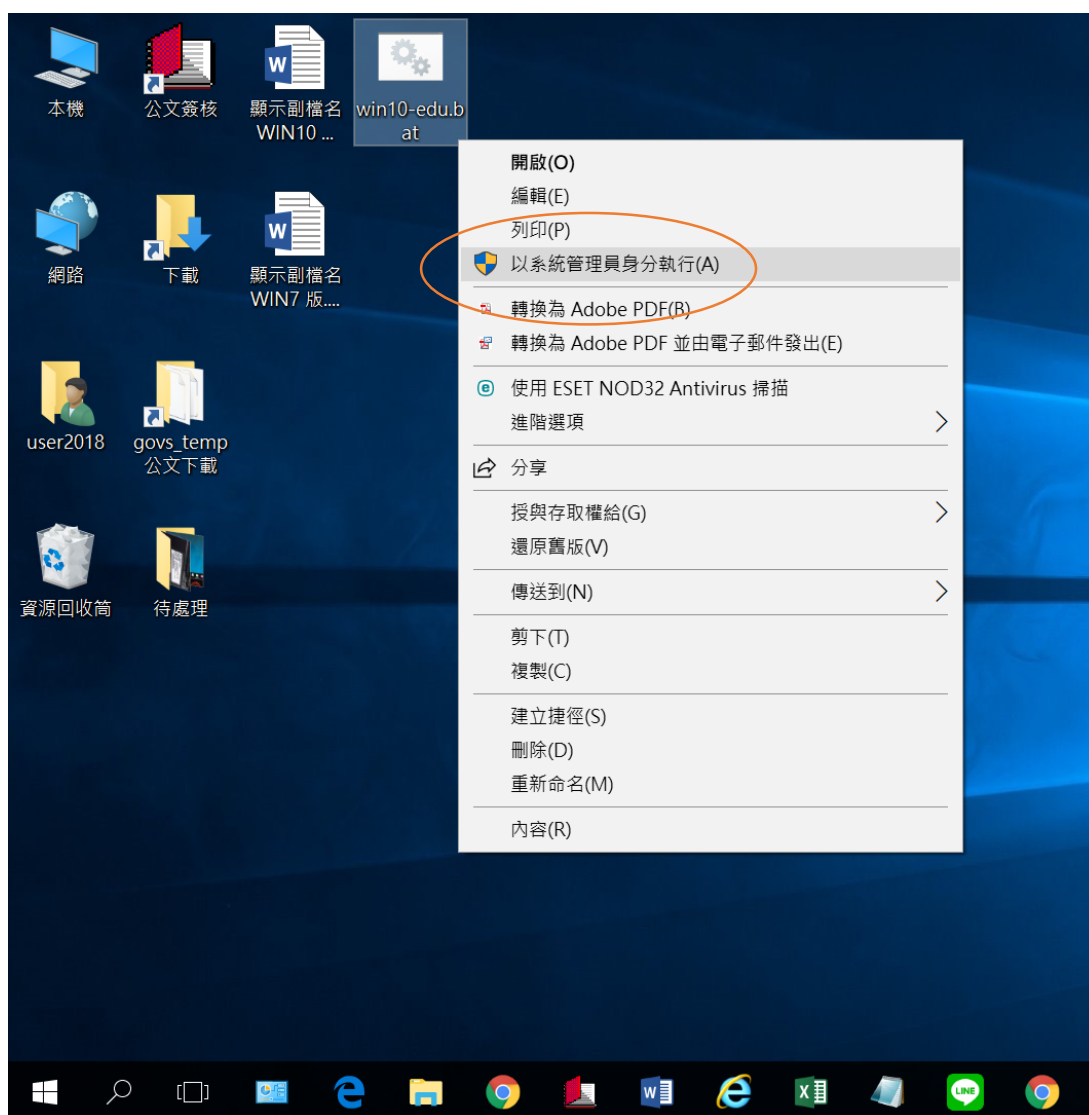 本機
公文簽核
顯示副檔名
WIN10 ...
win10-edu.b
at
網路
下載
顯示副檔名
WIN7 版....
user2018
govs_temp
公文下載
資源回收筒
待處理
開啟(O)
編輯(E)
列印(P)
以系統管理員身分執行(A)
轉換為 Adobe PDF(B)
轉換為 Adobe PDF 並由電子郵件發出(E)
使用 ESET NOD32 Antivirus 掃描
進階選項
分享
授與存取權給(G)
還原舊版(V)
傳送到(N)
剪下(T)
複製(C)
建立捷徑(S)
刪除(D)
重新命名(M)
內容(R)
LINE